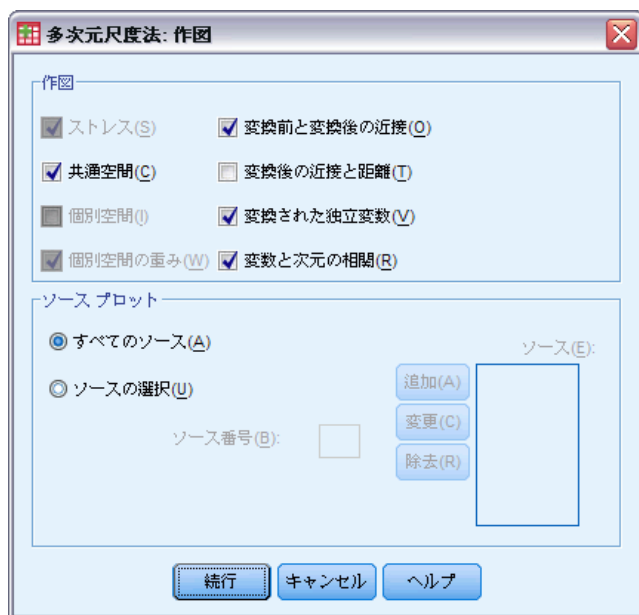 多次元尺度法: 作図
作図
ストレス(S)
変換前と変換後の近接(O)
共通空間(C)
変換後の近接と距離(T)
個別空間(I)
変換された独立変数(V)
個別空間の重み(W)
変数と次元の相関(R)
ソース プロット
すべてのソース(A)
ソース(E):
ソースの選択(U)
追加(A)
ソース番号(B):
変更(C)
除去(R)
続行
キャンセル
ヘルプ